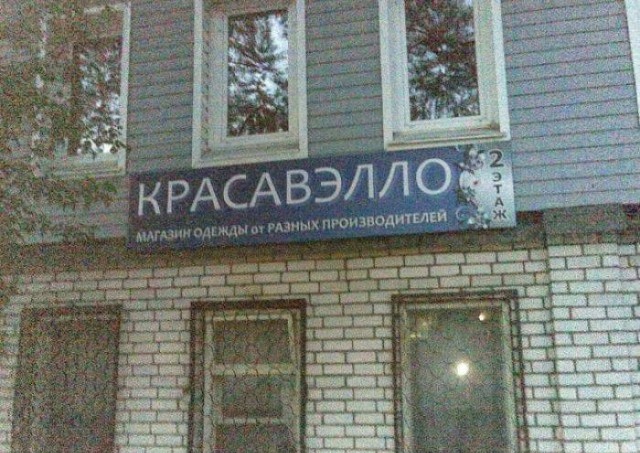 КРАСАВЭЛЛО
МАГАЗИН ОДЕЖДЫ от РАЗНЫХ ПРОИЗВОДИТЕЛЕЙ
2 ЭТАЖ